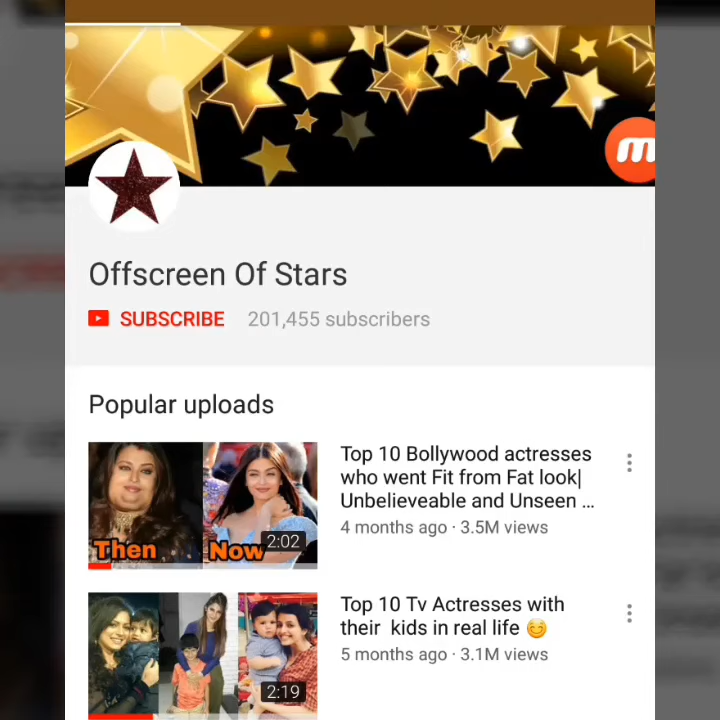 m
Offscreen Of Stars
SUBSCRIBE 201,455 subscribers
Popular uploads
Top 10 Bollywood actresses
who went Fit from Fat look|
Unbelieveable and Unseen ...
4 months ago · 3.5M views
Then Now 2:02
Top 10 Tv Actresses with
their kids in real life 😊
5 months ago · 3.1M views
2:19